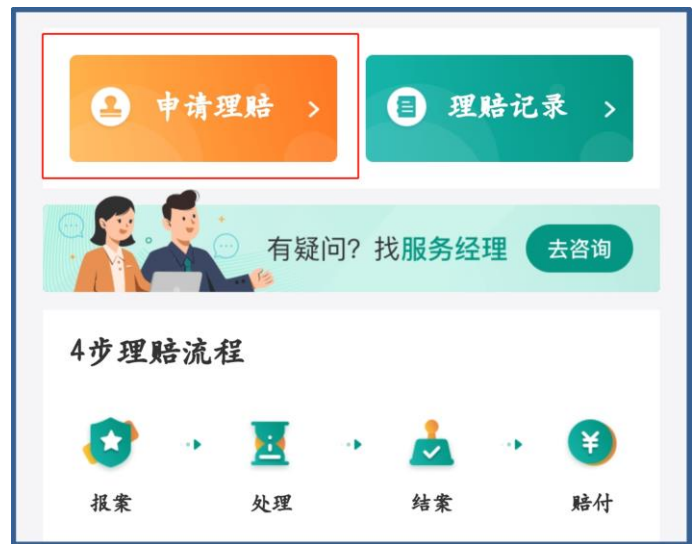 申请理赔 >
理赔记录 >
有疑问？找服务经理 去咨询
4步理赔流程
报案 处理 结案 赔付